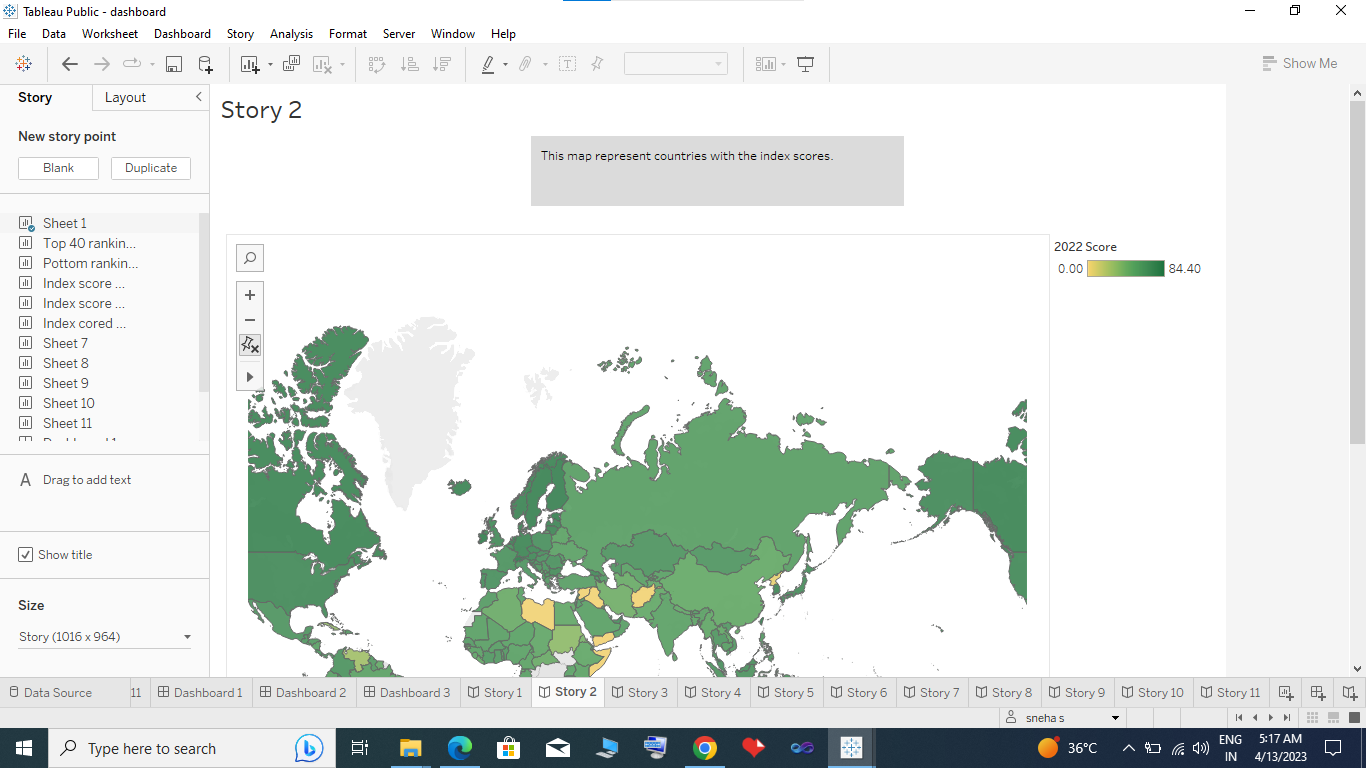 Tableau Public - dashboard
File Data Worksheet Dashboard Story Analysis Format Server Window Help
Show Me
Story Layout
New story point
Blank Duplicate
Sheet 1
Top 40 rankin...
Pottom rankin...
Index score ...
Index score ...
Index cored ...
Sheet 7
Sheet 8
Sheet 9
Sheet 10
Sheet 11
A Drag to add text
Show title
Size
Story (1016 x 964)
Story 2
This map represent countries with the index scores.
2022 Score
0.00 84.40
Data Source 11 Dashboard 1 Dashboard 2 Dashboard 3 Story 1 Story 2 Story 3 Story 4 Story 5 Story 6 Story 7 Story 8 Story 9 Story 10 Story 11
sneha s
Type here to search
36°C
ENG
IN
5:17 AM
4/13/2023